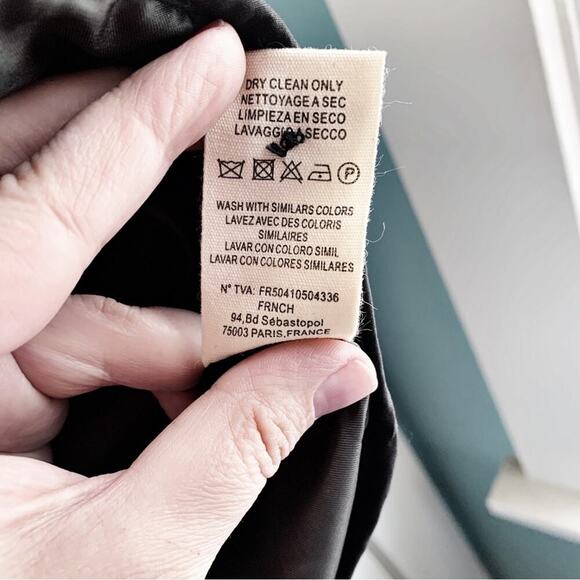 DRY CLEAN ONLY
NETTOYAGE A SEC
LIMPIEZA EN SECO
LAVAGGIO A SECCO
P
WASH WITH SIMILARS COLORS
LAVEZ AVEC DES COLORIS
SIMILAIRES
LAVAR CON COLORO SIMIL
LAVAR CON COLORES SIMILARES
N° TVA: FR50410504336
FRNCH
94,Bd Sébastopol
75003 PARIS,FRANCE